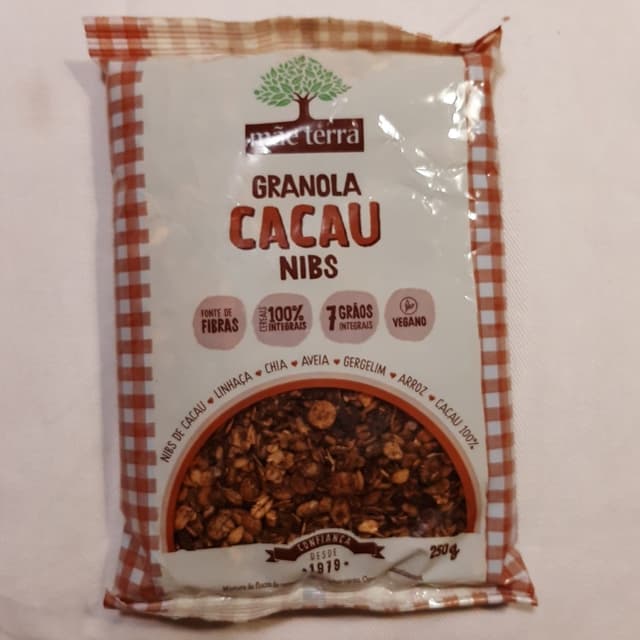 mãe terra
GRANOLA
CACAU
NIBS
FONTE DE
FIBRAS
CEREAIS
100%
INTEGRAIS
7 GRÃOS
INTEGRAIS
VEGANO
NIBS DE CACAU ♥ LINHAÇA ♥ CHIA ♥ AVEIA ♥ GERGELIM ♥ ARROZ ♥ CACAU 100%
CONFIANÇA
DESDE
• 1979 •
250g